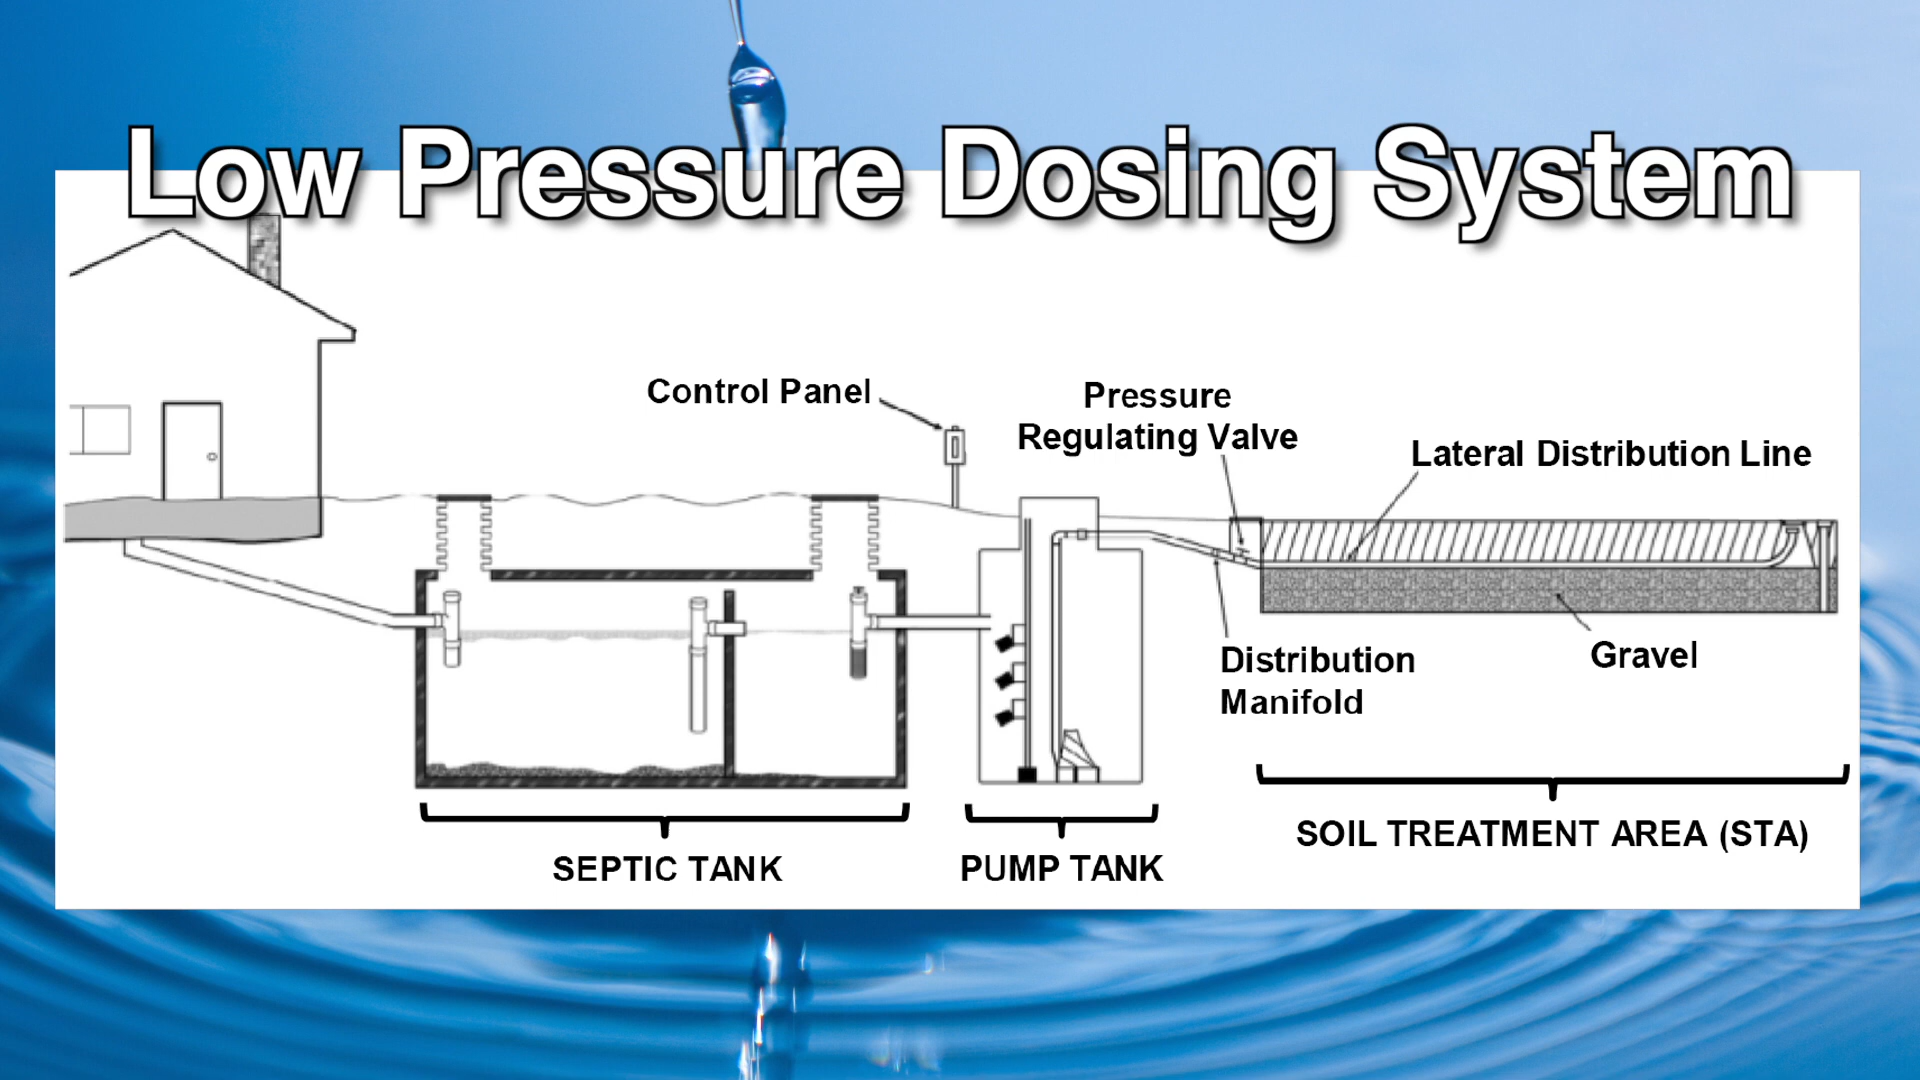 Low Pressure Dosing System
Control Panel
Pressure
Regulating Valve
Lateral Distribution Line
Distribution
Manifold
Gravel
SEPTIC TANK
PUMP TANK
SOIL TREATMENT AREA (STA)